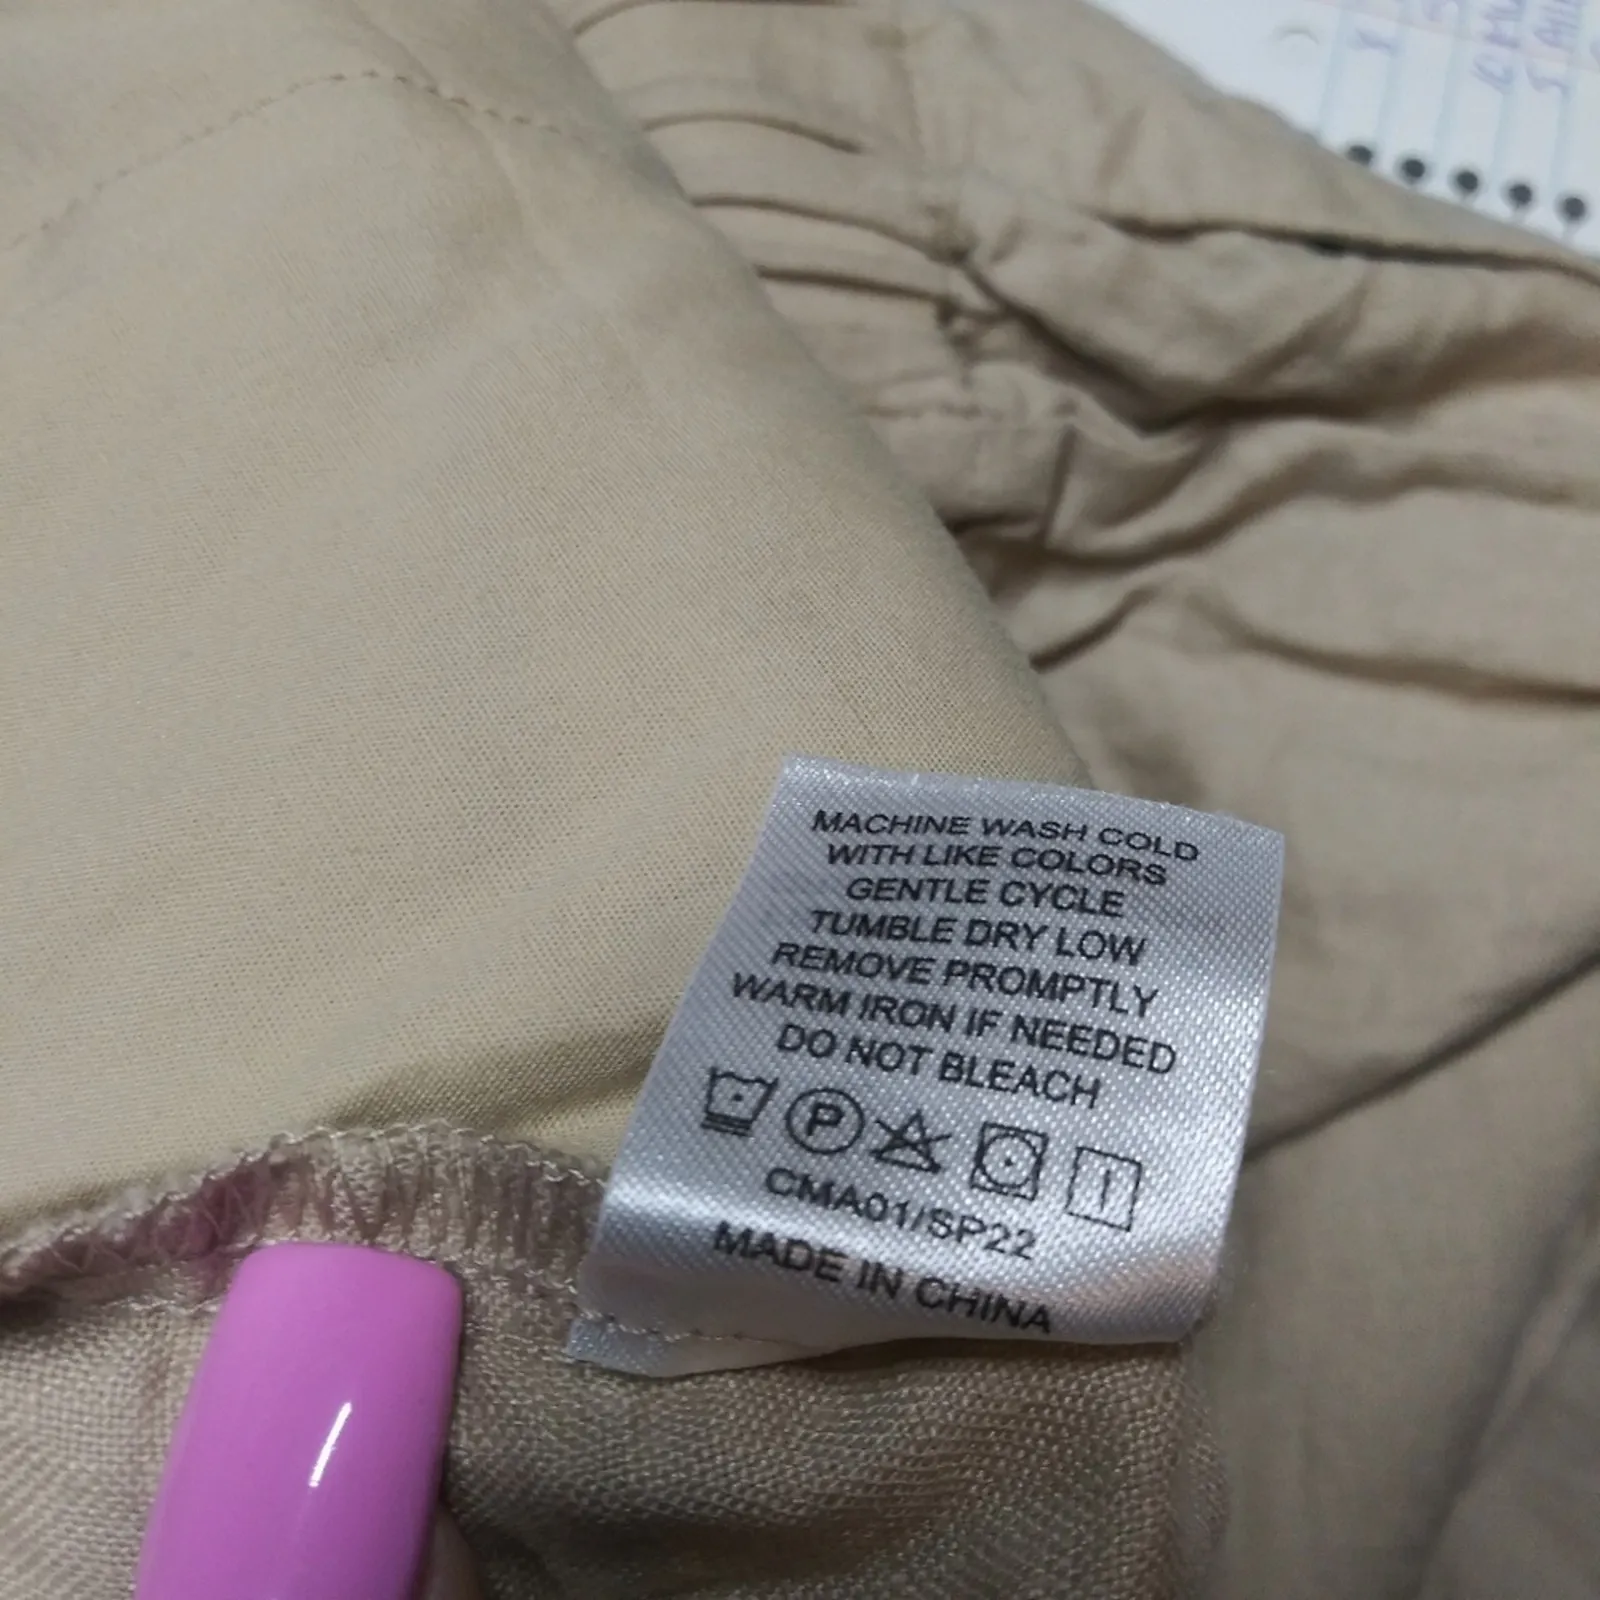 MACHINE WASH COLD
WITH LIKE COLORS
GENTLE CYCLE
TUMBLE DRY LOW
REMOVE PROMPTLY
WARM IRON IF NEEDED
DO NOT BLEACH
P
CMA01/SP22
MADE IN CHINA